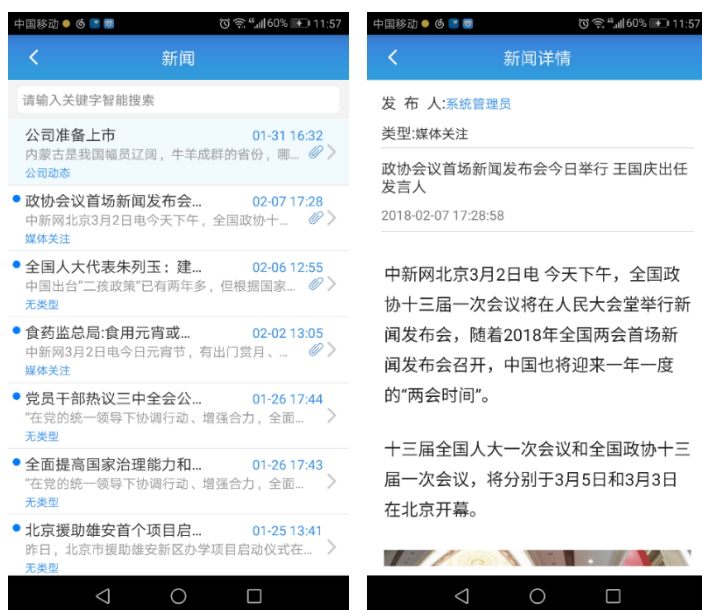 中国移动 46 60% 11:57
新闻
请输入关键字智能搜索
公司准备上市 01-31 16:32
内蒙古是我国幅员辽阔，牛羊成群的省份，哪...
公司动态
政协会议首场新闻发布会... 02-07 17:28
中新网北京3月2日电今天下午，全国政协十...
媒体关注
全国人大代表朱列玉：建... 02-06 12:55
中国出台“二孩政策”已有两年多，但根据国家...
无类型
食药监总局:食用元宵或... 02-02 13:05
中新网3月2日电今日元宵节，有出门赏月、...
媒体关注
党员干部热议三中全会公... 01-26 17:44
“在党的统一领导下协调行动、增强合力，全面...
无类型
全面提高国家治理能力和... 01-26 17:43
“在党的统一领导下协调行动、增强合力，全面...
无类型
北京援助雄安首个项目启... 01-25 13:41
昨日，北京市援助雄安新区办学项目启动仪式在...
无类型
中国移动 46 60% 11:57
新闻详情
发 布 人:系统管理员
类型:媒体关注
政协会议首场新闻发布会今日举行 王国庆出任
发言人
2018-02-07 17:28:58
中新网北京3月2日电 今天下午，全国政
协十三届一次会议将在人民大会堂举行新
闻发布会，随着2018年全国两会首场新
闻发布会召开，中国也将迎来一年一度
的“两会时间”。
十三届全国人大一次会议和全国政协十三
届一次会议，将分别于3月5日和3月3日
在北京开幕。